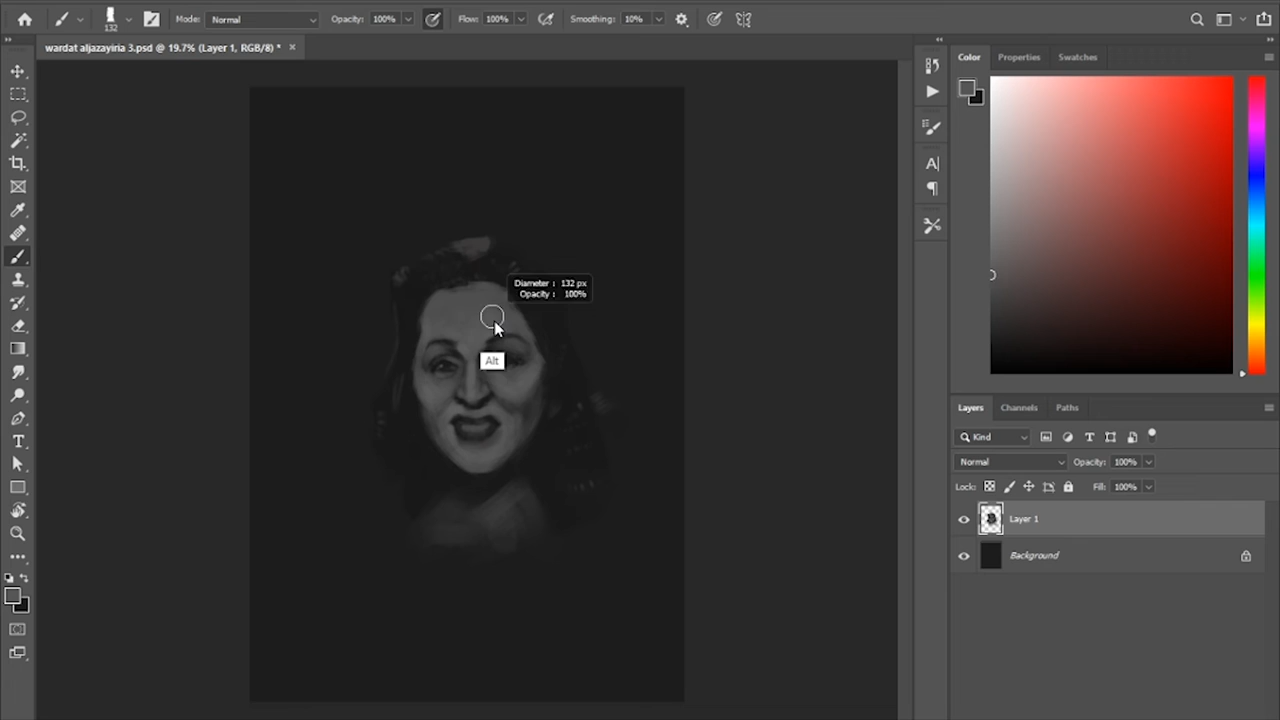 Mode: Normal Opacity: 100% Flow: 100% Smoothing: 10%
132
wardat aljazayiria 3.psd @ 19.7% (Layer 1, RGB/8) *
Color Properties Swatches
Diameter : 132 px
Opacity : 100%
Alt
Layers Channels Paths
Kind
Normal Opacity: 100%
Lock: Fill: 100%
Layer 1
Background